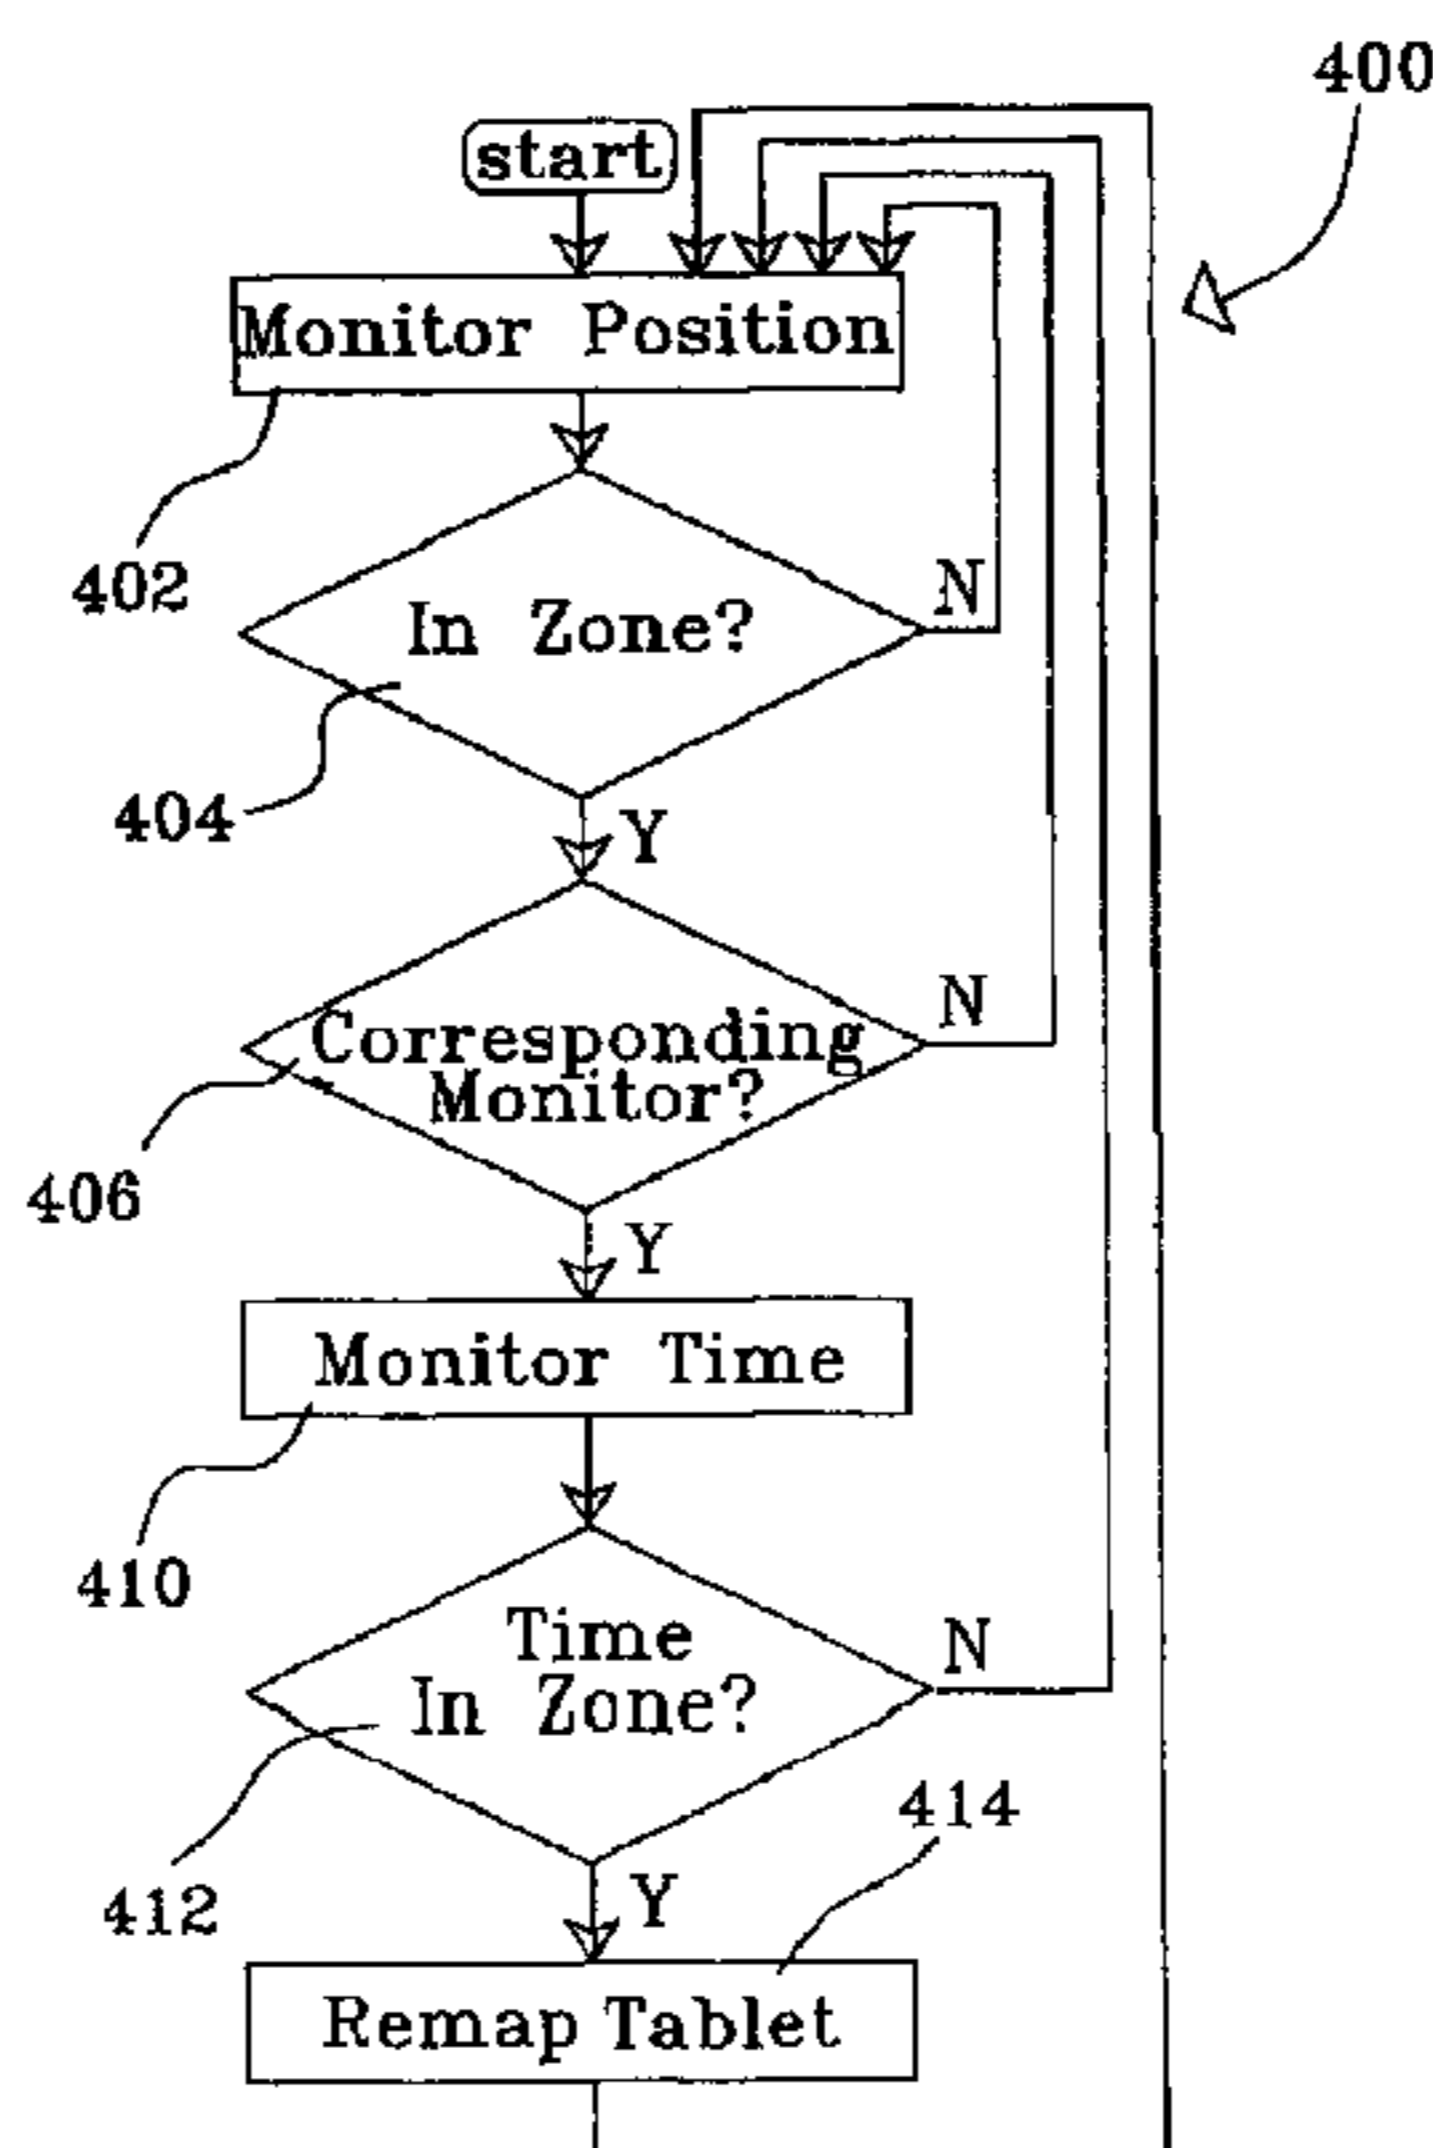 400
start
Monitor Position
402
In Zone?
N
404
Y
Corresponding
Monitor?
N
406
Y
Monitor Time
410
Time
In Zone?
N
412
414
Y
Remap Tablet